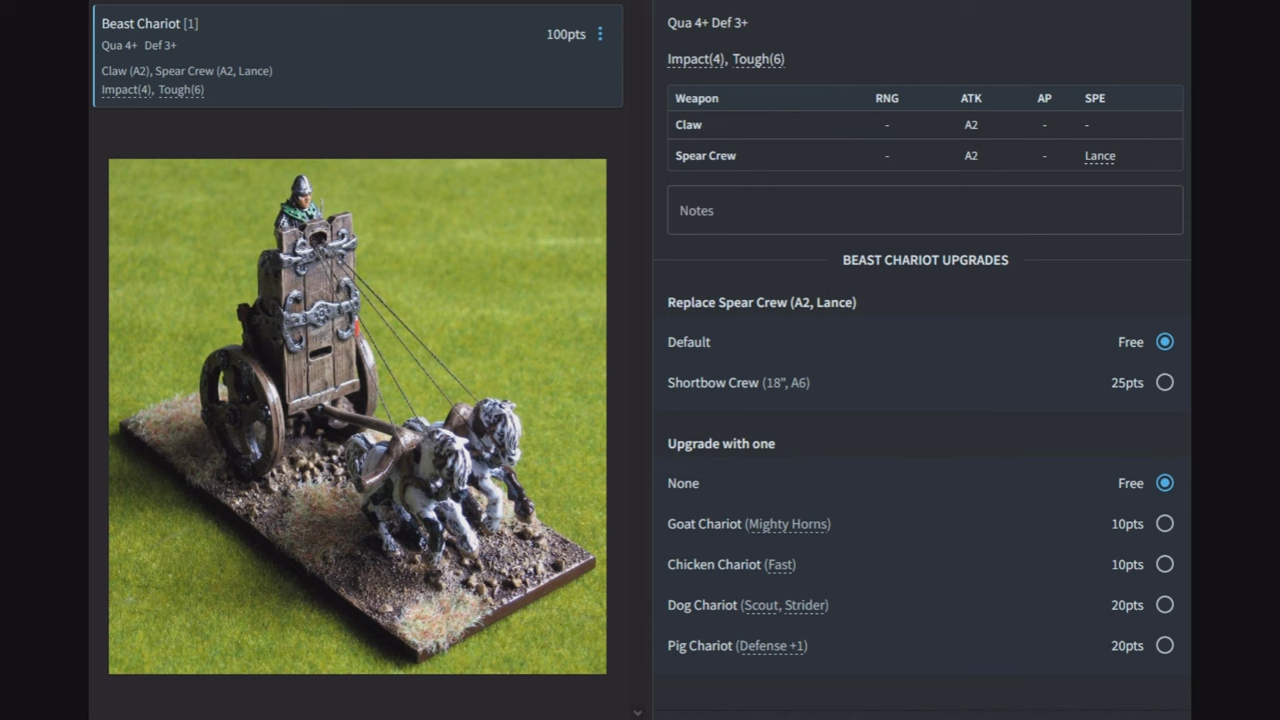 Beast Chariot [1]
Qua 4+ Def 3+
100pts
Claw (A2), Spear Crew (A2, Lance)
Impact(4), Tough(6)
Qua 4+ Def 3+
Impact(4), Tough(6)
Weapon RNG ATK AP SPE
Claw - A2 - -
Spear Crew - A2 - Lance
Notes
BEAST CHARIOT UPGRADES
Replace Spear Crew (A2, Lance)
Default Free
Shortbow Crew (18", A6) 25pts
Upgrade with one
None Free
Goat Chariot (Mighty Horns) 10pts
Chicken Chariot (Fast) 10pts
Dog Chariot (Scout, Strider) 20pts
Pig Chariot (Defense +1) 20pts